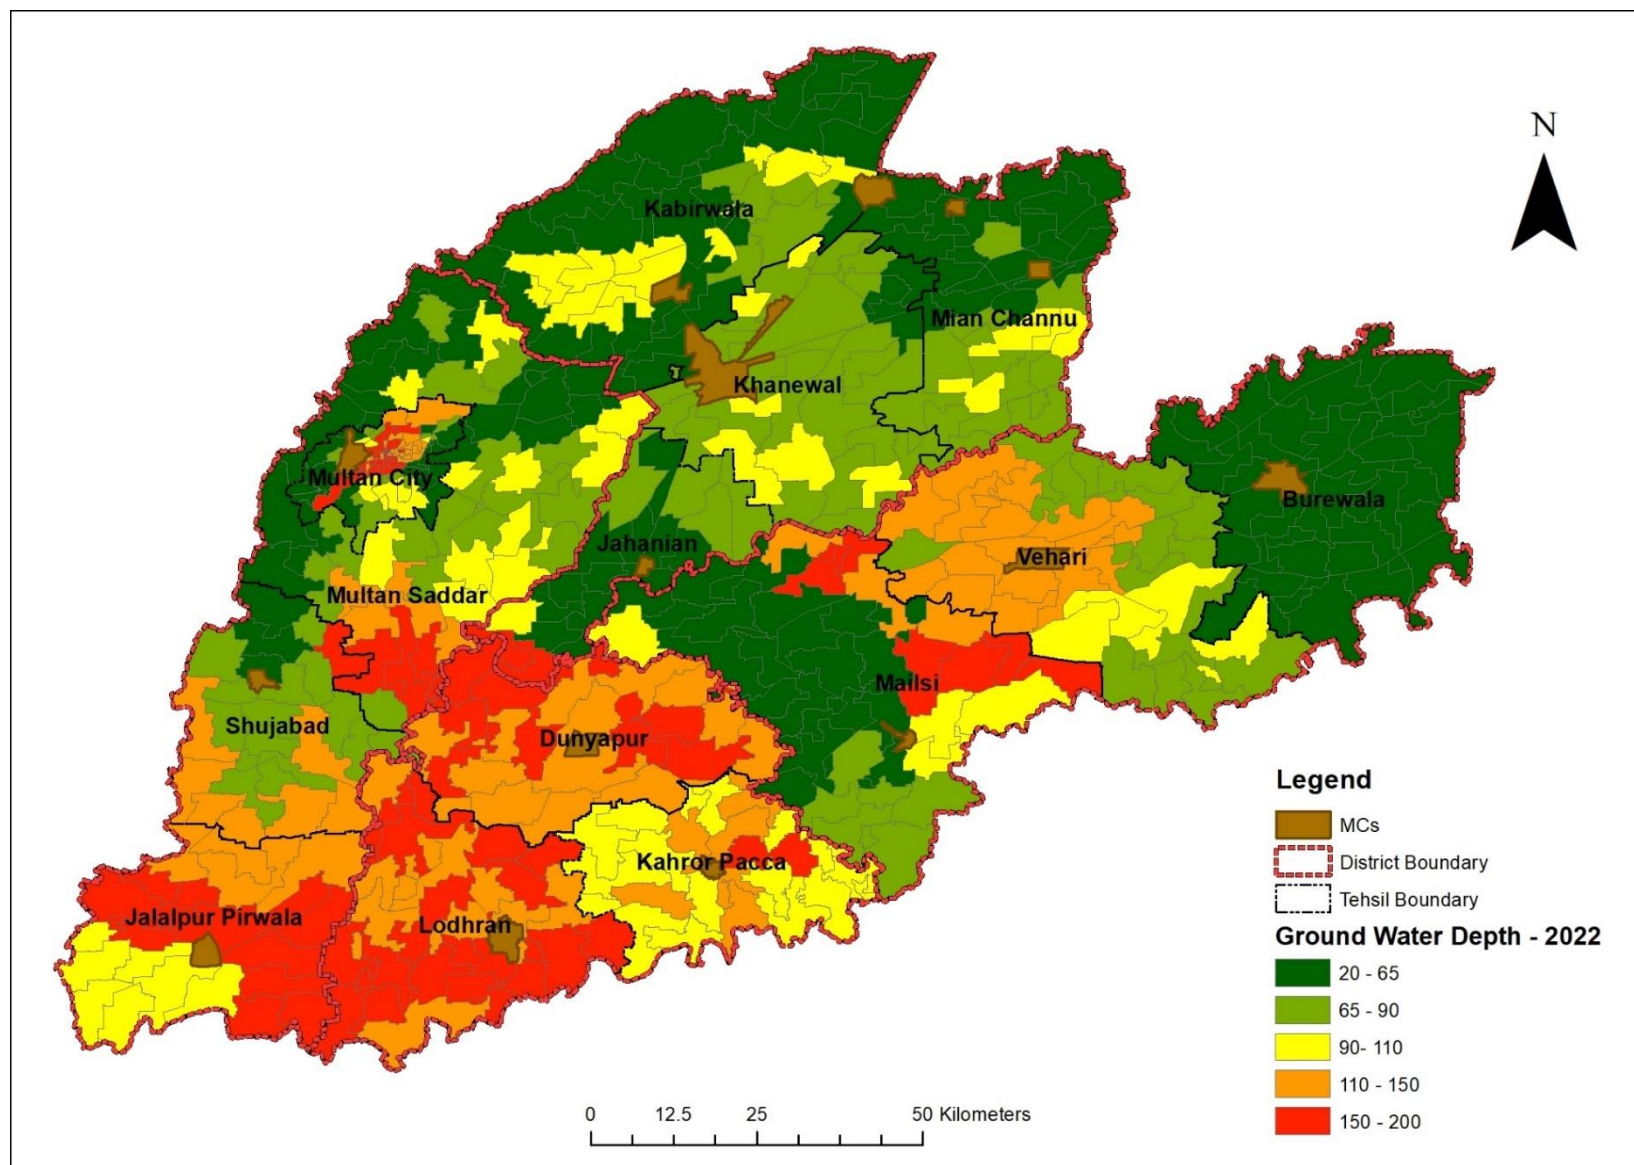 N
Kabirwala
Mian Channu
Khanewal
Multan City
Burewala
Jahanian
Vehari
Multan Saddar
Mailsi
Shujabad
Dunyapur
Kahror Pacca
Jalalpur Pirwala
Lodhran
Legend
MCs
District Boundary
Tehsil Boundary
Ground Water Depth - 2022
20 - 65
65 - 90
90- 110
110 - 150
150 - 200
0 12.5 25 50 Kilometers